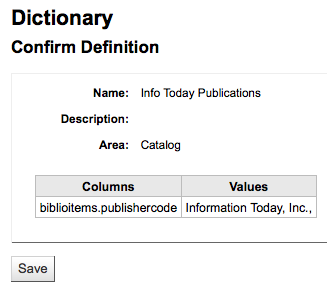 Dictionary
Confirm Definition
Name: Info Today Publications
Description:
Area: Catalog
Columns Values
biblioitems.publishercode Information Today, Inc.,
Save